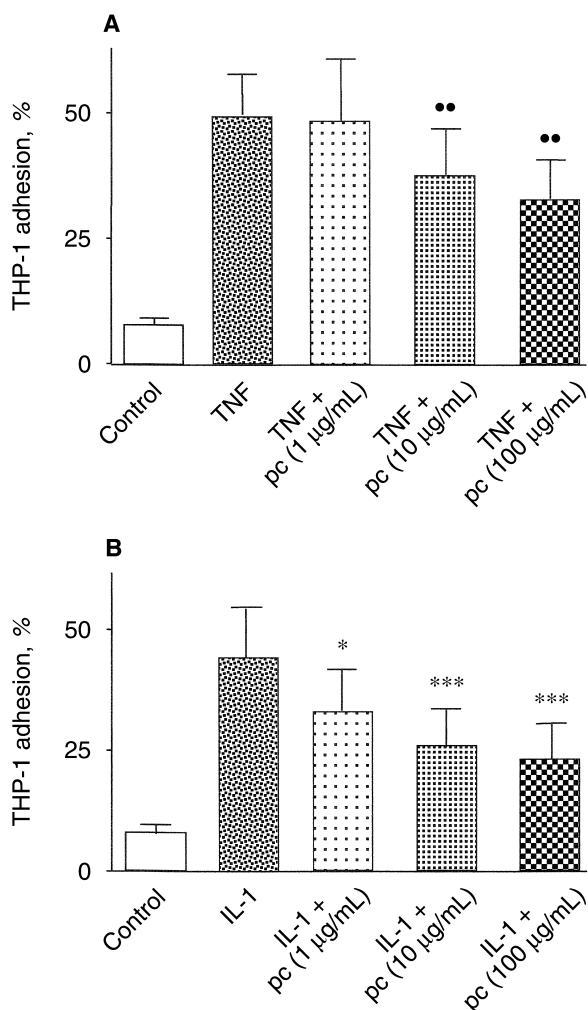 A
THP-1 adhesion, %
50
25
0
••
••
Control
TNF
TNF +
pc (1 µg/mL)
TNF +
pc (10 µg/mL)
TNF +
pc (100 µg/mL)
B
THP-1 adhesion, %
50
25
0
*
***
***
Control
IL-1
IL-1 +
pc (1 µg/mL)
IL-1 +
pc (10 µg/mL)
IL-1 +
pc (100 µg/mL)